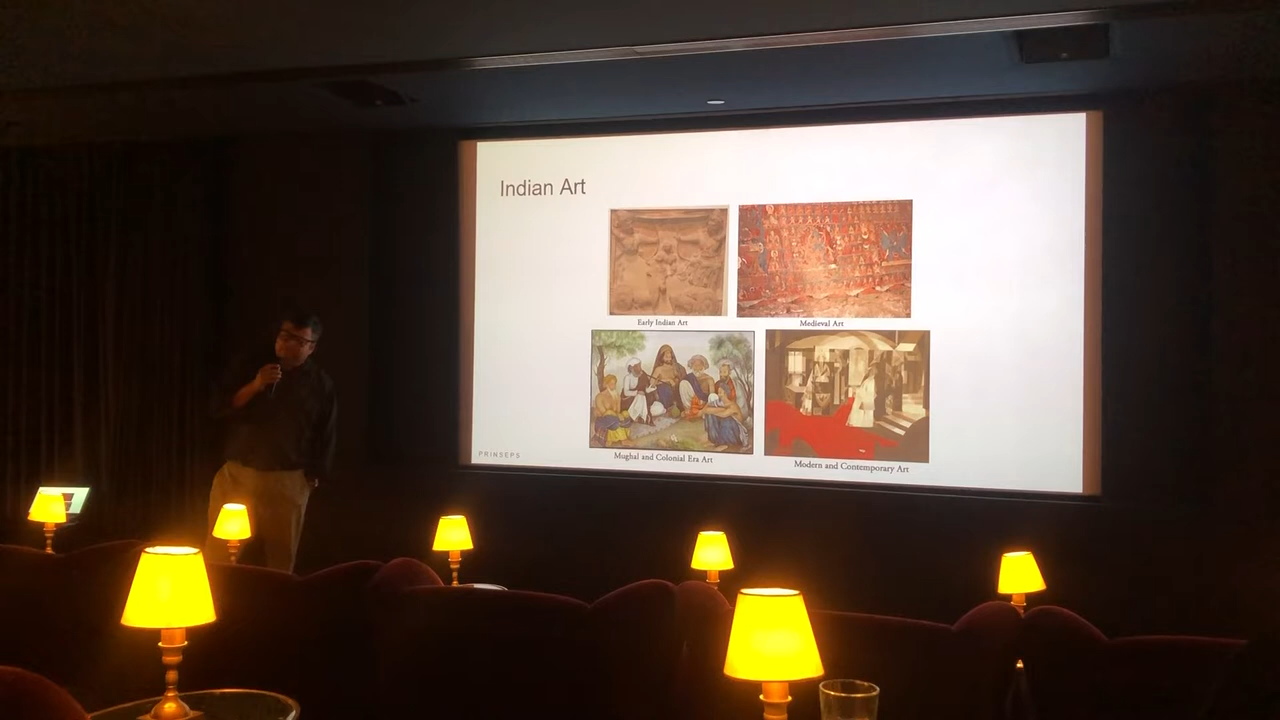 Indian Art
Early Indian Art
Medieval Art
Mughal and Colonial Era Art
Modern and Contemporary Art
PRINSEPS